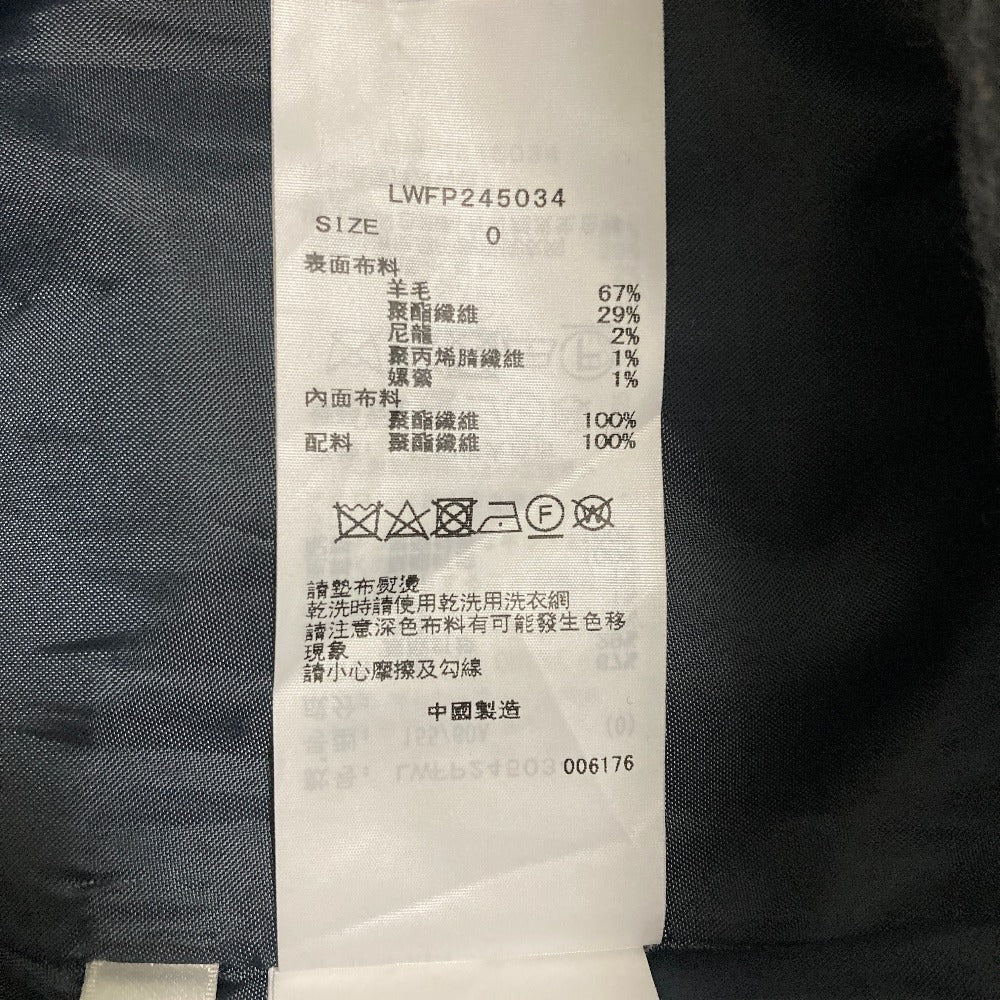 LWFP245034
SIZE 0
表面布料
羊毛 67%
聚酯纖維 29%
尼龍 2%
聚丙烯腈纖維 1%
嫘縈 1%
內面布料
聚酯纖維 100%
配料 聚酯纖維 100%
F W
請墊布熨燙
乾洗時請使用乾洗用洗衣網
請注意深色布料有可能發生色移
現象
請小心摩擦及勾線
中國製造
006176